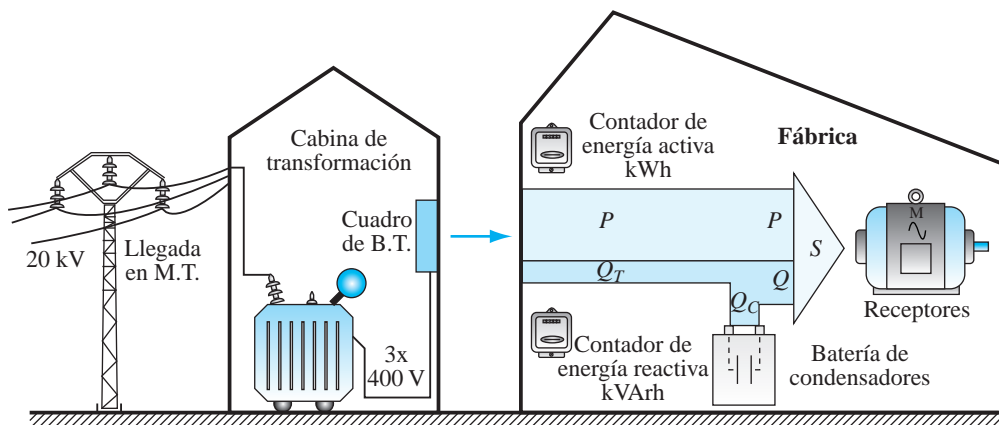 Cabina de
transformación
Contador de
energía activa
kWh
Fábrica
20 kV
Llegada
en M.T.
Cuadro
de B.T.
P
P
S
M
Q_T
Q
Q_C
Receptores
3x
400 V
Contador de
energía reactiva
kVArh
Batería de
condensadores